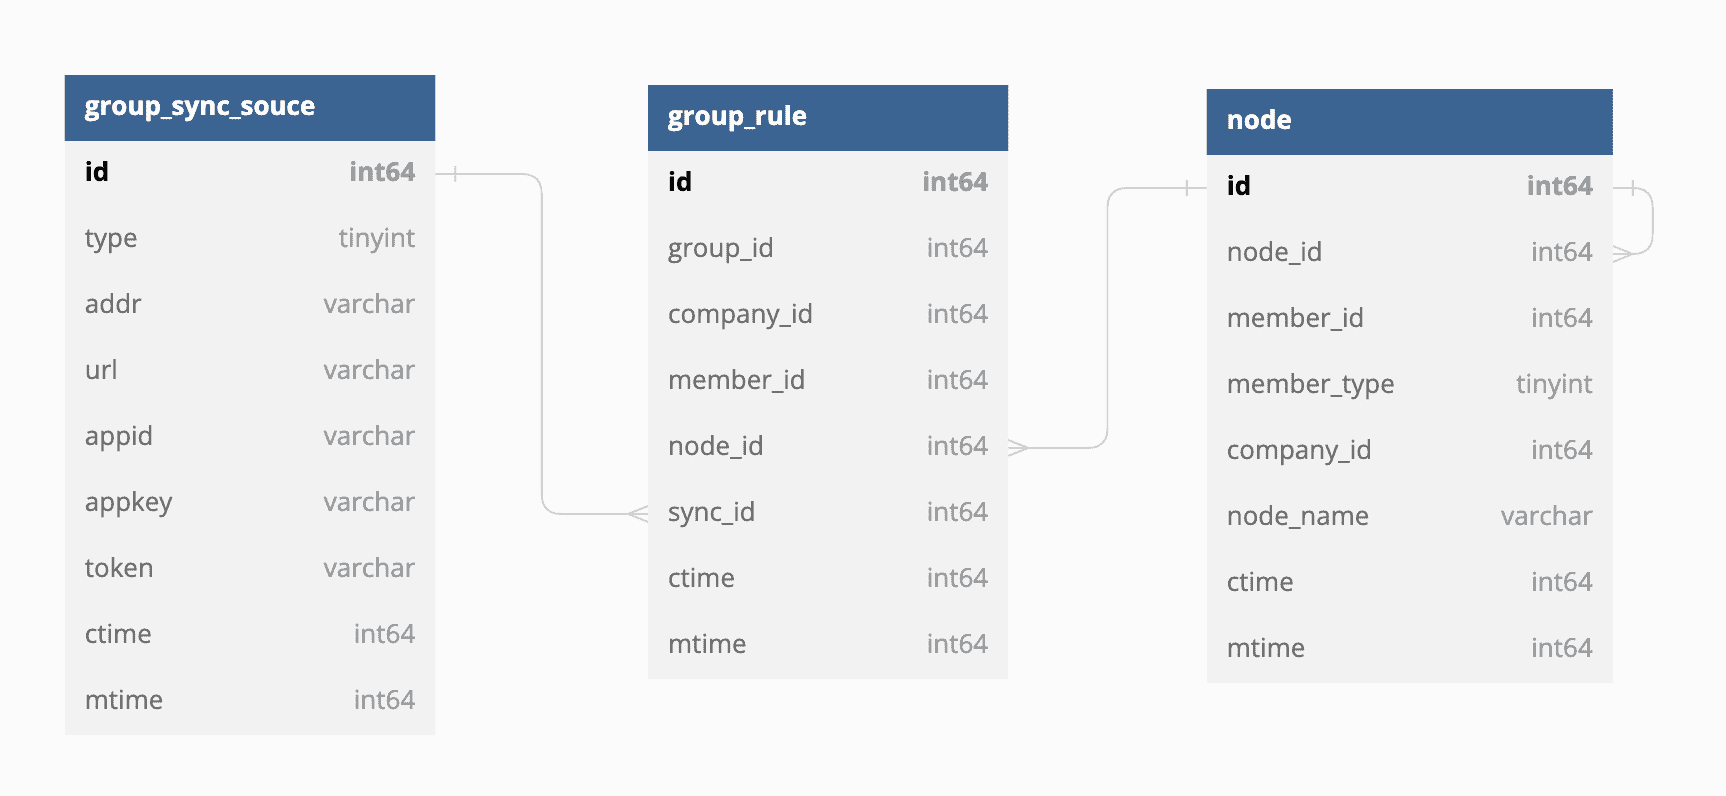 group_sync_souce
id int64
type tinyint
addr varchar
url varchar
appid varchar
appkey varchar
token varchar
ctime int64
mtime int64
group_rule
id int64
group_id int64
company_id int64
member_id int64
node_id int64
sync_id int64
ctime int64
mtime int64
node
id int64
node_id int64
member_id int64
member_type tinyint
company_id int64
node_name varchar
ctime int64
mtime int64